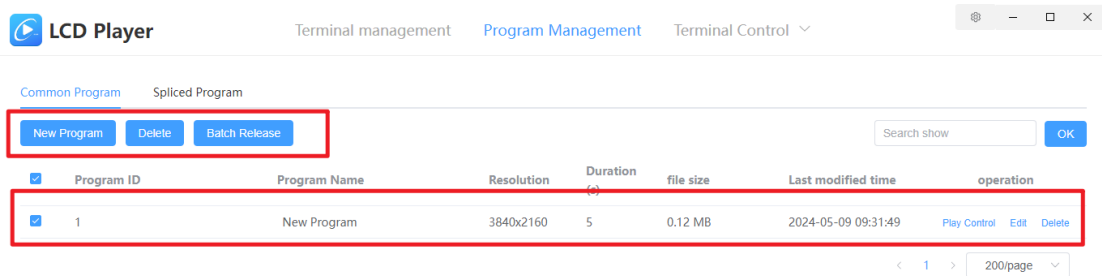 LCD Player Terminal management Program Management Terminal Control
Common Program Spliced Program
New Program Delete Batch Release Search show OK
Program ID Program Name Resolution Duration (s) file size Last modified time operation
1 New Program 3840x2160 5 0.12 MB 2024-05-09 09:31:49 Play Control Edit Delete
< 1 > 200/page